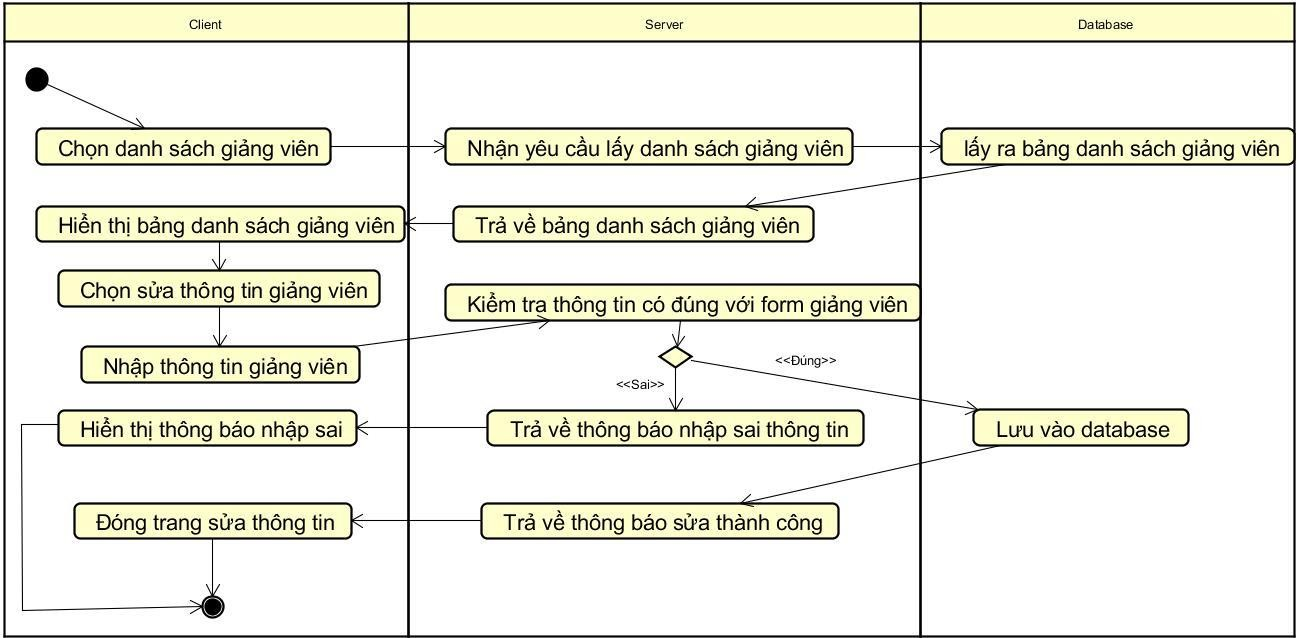 Client
Server
Database
Chọn danh sách giảng viên
Nhận yêu cầu lấy danh sách giảng viên
lấy ra bảng danh sách giảng viên
Hiển thị bảng danh sách giảng viên
Trả về bảng danh sách giảng viên
Chọn sửa thông tin giảng viên
Kiểm tra thông tin có đúng với form giảng viên
Nhập thông tin giảng viên
<<Đúng>>
<<Sai>>
Hiển thị thông báo nhập sai
Trả về thông báo nhập sai thông tin
Lưu vào database
Đóng trang sửa thông tin
Trả về thông báo sửa thành công